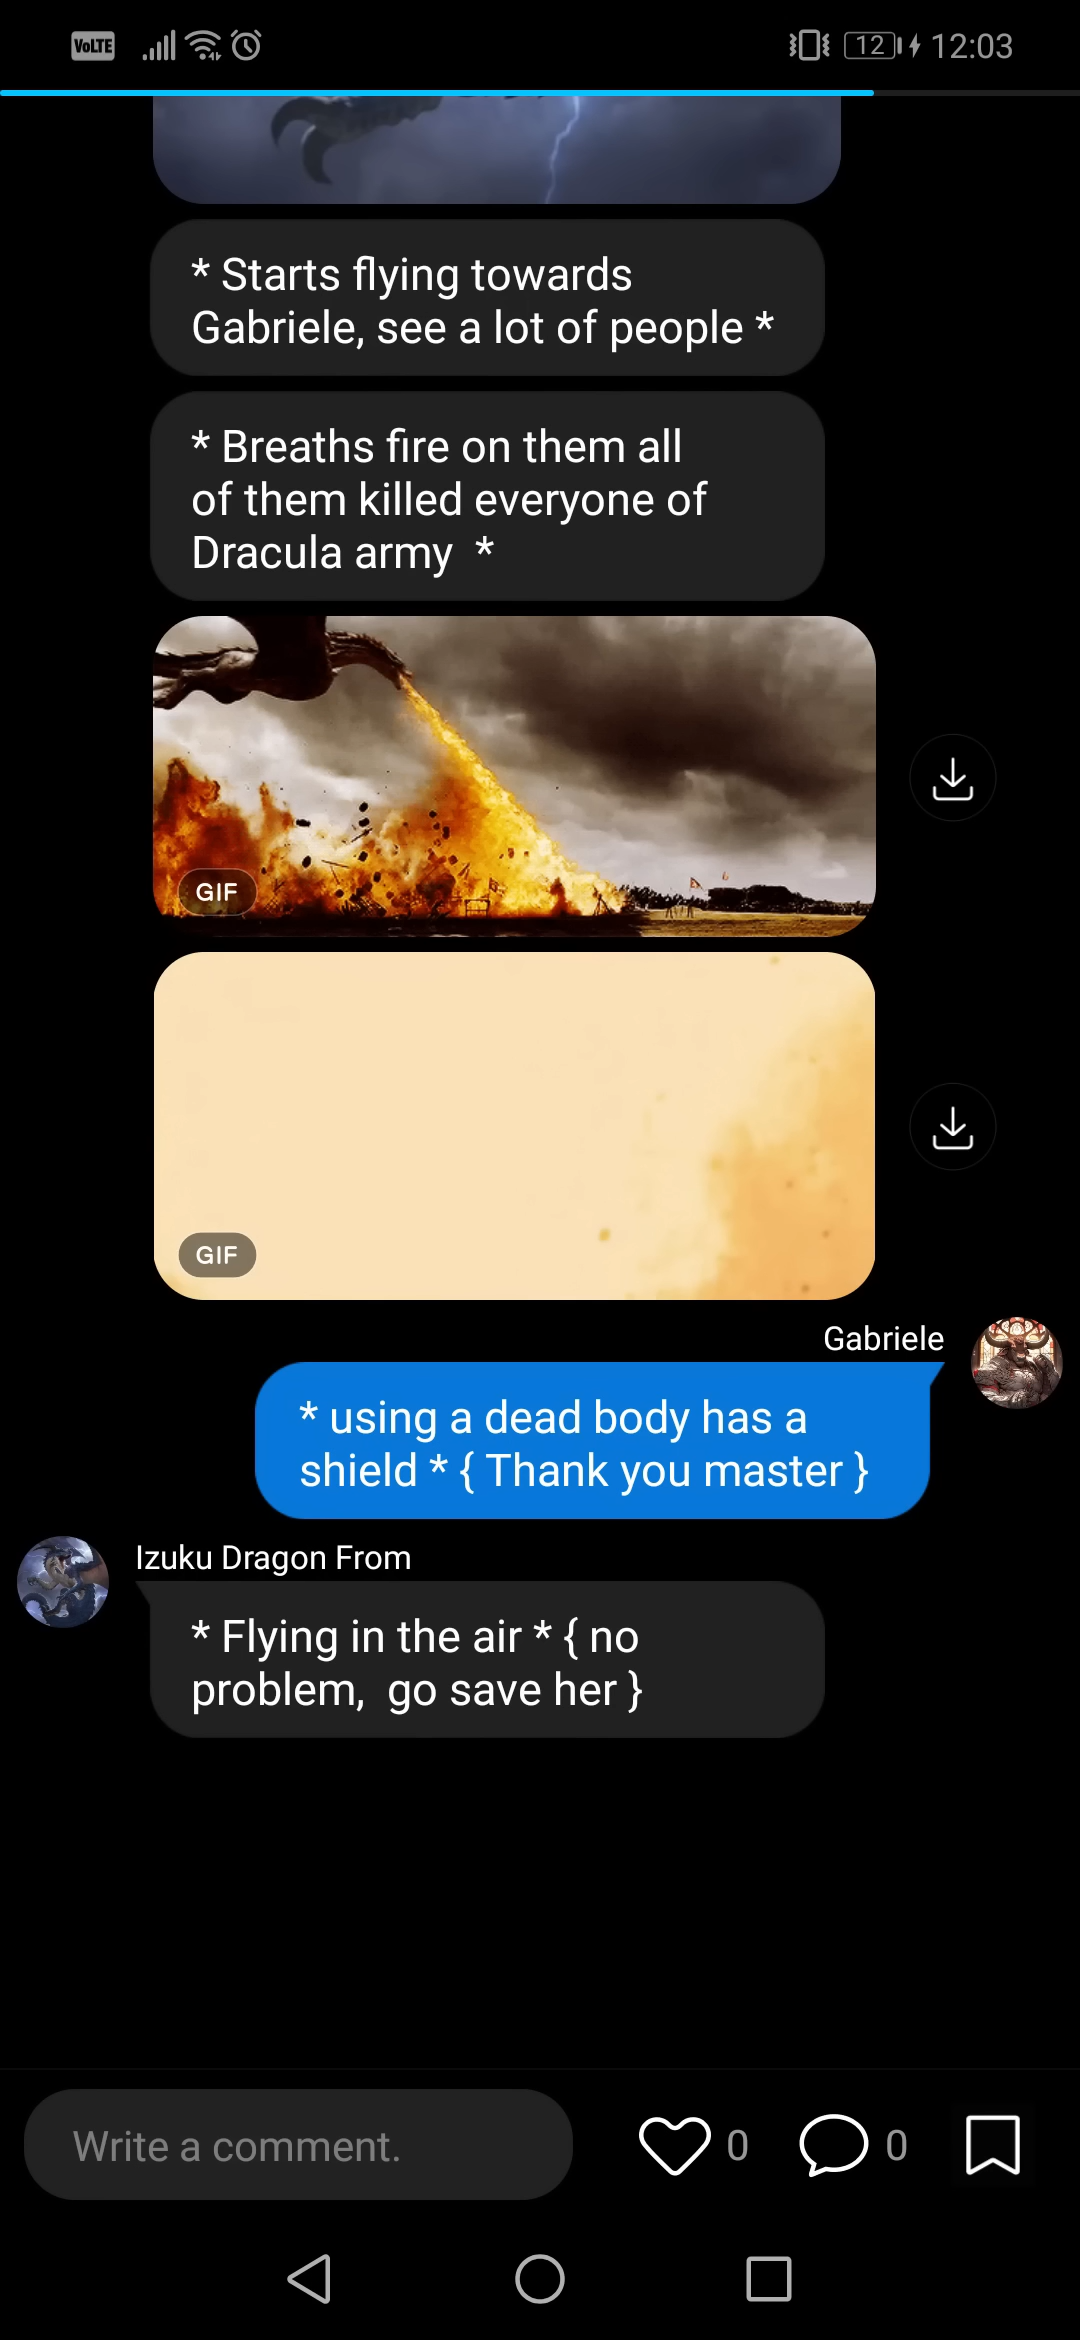 VoLTE 12 12:03
* Starts flying towards
Gabriele, see a lot of people *
* Breaths fire on them all
of them killed everyone of
Dracula army  *
GIF
GIF
Gabriele
* using a dead body has a
shield * { Thank you master }
Izuku Dragon From
* Flying in the air * { no
problem,  go save her }
Write a comment. 0 0